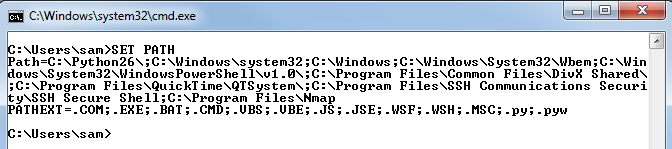 C:\Windows\system32\cmd.exe
C:\Users\sam>SET PATH
Path=C:\Python26\;C:\Windows\system32;C:\Windows;C:\Windows\System32\Wbem;C:\Win
dows\System32\WindowsPowerShell\v1.0\;C:\Program Files\Common Files\DivX Shared\
;C:\Program Files\QuickTime\QTSystem\;C:\Program Files\SSH Communications Securi
ty\SSH Secure Shell;C:\Program Files\Nmap
PATHEXT=.COM;.EXE;.BAT;.CMD;.VBS;.VBE;.JS;.JSE;.WSF;.WSH;.MSC;.py;.pyw
C:\Users\sam>